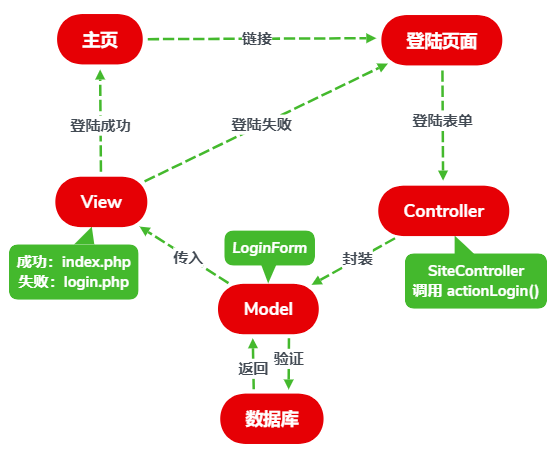 主页
链接
登陆页面
登陆成功
登陆失败
登陆表单
View
Controller
成功：index.php
失败：login.php
传入
LoginForm
封装
SiteController
调用 actionLogin()
Model
返回
验证
数据库